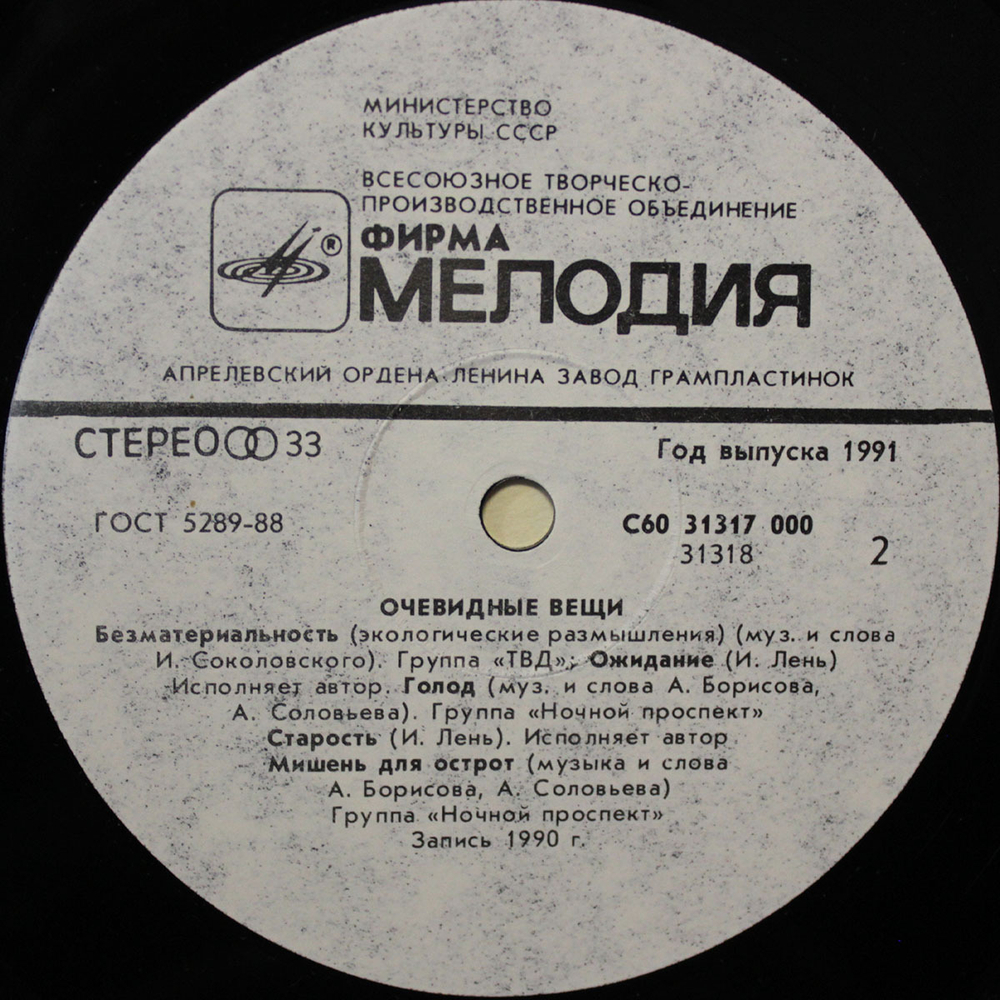 МИНИСТЕРСТВО
КУЛЬТУРЫ СССР
ВСЕСОЮЗНОЕ ТВОРЧЕСКО-
ПРОИЗВОДСТВЕННОЕ ОБЪЕДИНЕНИЕ
ФИРМА
МЕЛОДИЯ
®
АПРЕЛЕВСКИЙ ОРДЕНА ЛЕНИНА ЗАВОД ГРАМПЛАСТИНОК
СТЕРЕО 33
Год выпуска 1991
ГОСТ 5289-88
С60 31317 000
31318
2
ОЧЕВИДНЫЕ ВЕЩИ
Безматериальность (экологические размышления) (муз. и слова
И. Соколовского). Группа «ТВД»; Ожидание (И. Лень)
Исполняет автор. Голод (муз. и слова А. Борисова,
А. Соловьева). Группа «Ночной проспект»
Старость (И. Лень). Исполняет автор
Мишень для острот (музыка и слова
А. Борисова, А. Соловьева)
Группа «Ночной проспект»
Запись 1990 г.